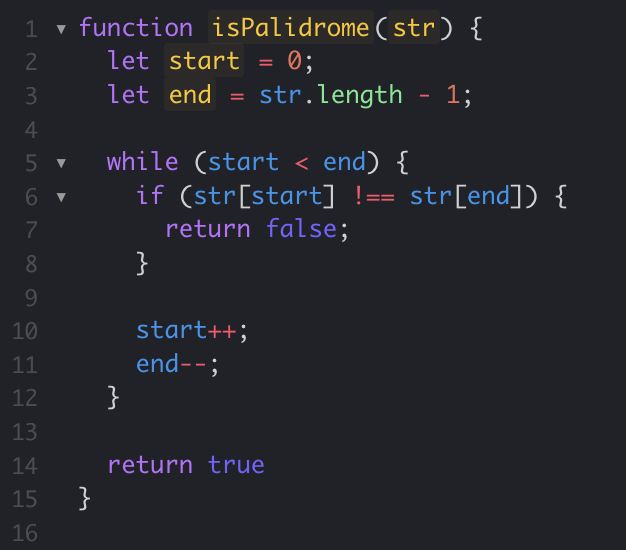 1 ▼ function isPalidrome(str) {
2 let start = 0;
3 let end = str.length - 1;
4
5 ▼ while (start < end) {
6 ▼ if (str[start] !== str[end]) {
7 return false;
8 }
9
10 start++;
11 end--;
12 }
13
14 return true
15 }
16